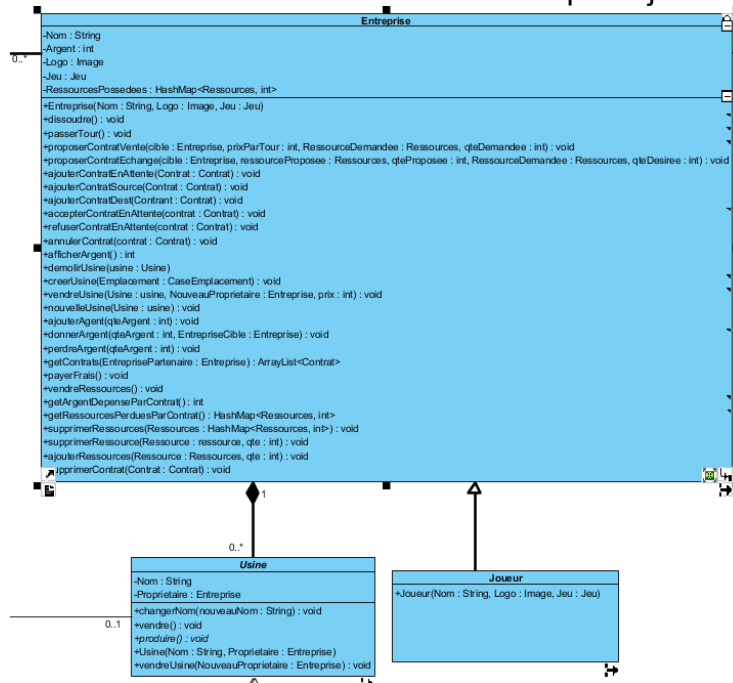 Entreprise
-Nom : String
-Argent : int
-Logo : Image
-Jeu : Jeu
-RessourcesPossedees : HashMap<Ressources, int>
0..*
+Entreprise(Nom : String, Logo : Image, Jeu : Jeu)
+dissoudre() : void
+passerTour() : void
+proposerContratVente(cible : Entreprise, prixParTour : int, RessourceDemandee : Ressources, qteDemandee : int) : void
+proposerContratEchange(cible : Entreprise, ressourceProposee : Ressources, qteProposee : int, RessourceDemandee : Ressources, qteDesiree : int) : void
+ajouterContratEnAttente(Contrat : Contrat) : void
+ajouterContratSource(Contrat : Contrat) : void
+ajouterContratDest(Contrant : Contrat) : void
+accepterContratEnAttente(contrat : Contrat) : void
+refuserContratEnAttente(contrat : Contrat) : void
+annulerContrat(contrat : Contrat) : void
+afficherArgent() : int
+demolirUsine(usine : Usine)
+creerUsine(Emplacement : CaseEmplacement) : void
+vendreUsine(Usine : usine, NouveauProprietaire : Entreprise, prix : int) : void
+nouvelleUsine(Usine : usine) : void
+ajouterAgent(qteArgent : int) : void
+donnerArgent(qteArgent : int, EntrepriseCible : Entreprise) : void
+perdreArgent(qteArgent : int) : void
+getContrats(EntreprisePartenaire : Entreprise) : ArrayList<Contrat>
+payerFrais() : void
+vendreRessources() : void
+getArgentDepenseParContrat() : int
+getRessourcesPerduesParContrat() : HashMap<Ressources, int>
+supprimerRessources(Ressources : HashMap<Ressources, int>) : void
+supprimerRessource(Ressource : ressource, qte : int) : void
+ajouterRessources(Ressource : Ressources, qte : int) : void
upprimerContrat(Contrat : Contrat) : void
1
0..*
Usine
-Nom : String
-Proprietaire : Entreprise
+changerNom(nouveauNom : String) : void
+vendre() : void
+produire() : void
+Usine(Nom : String, Proprietaire : Entreprise)
+vendreUsine(NouveauProprietaire : Entreprise) : void
0..1
Joueur
+Joueur(Nom : String, Logo : Image, Jeu : Jeu)